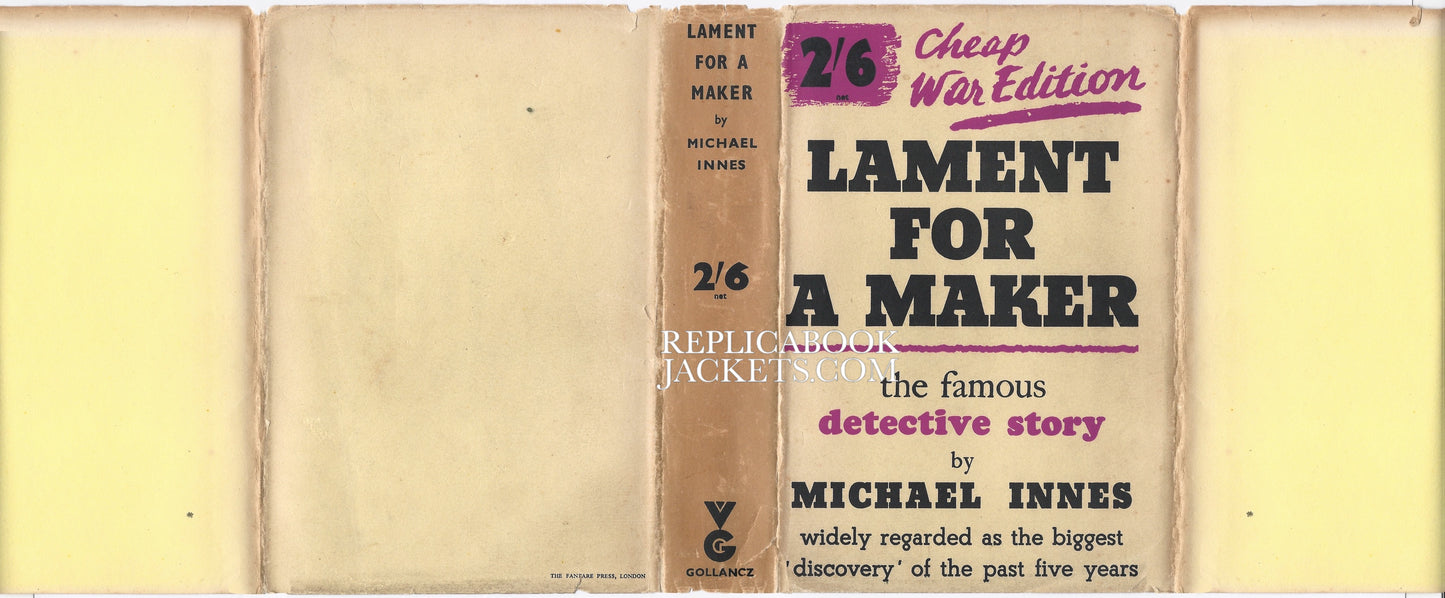 THE FANFARE PRESS, LONDON
LAMENT
FOR A
MAKER
by
MICHAEL
INNES
2/6
net
VG
GOLLANCZ
2/6
net
Cheap
War Edition
LAMENT
FOR
A MAKER
the famous
detective story
by
MICHAEL INNES
widely regarded as the biggest
'discovery' of the past five years
REPLICABOOK
JACKETS.COM